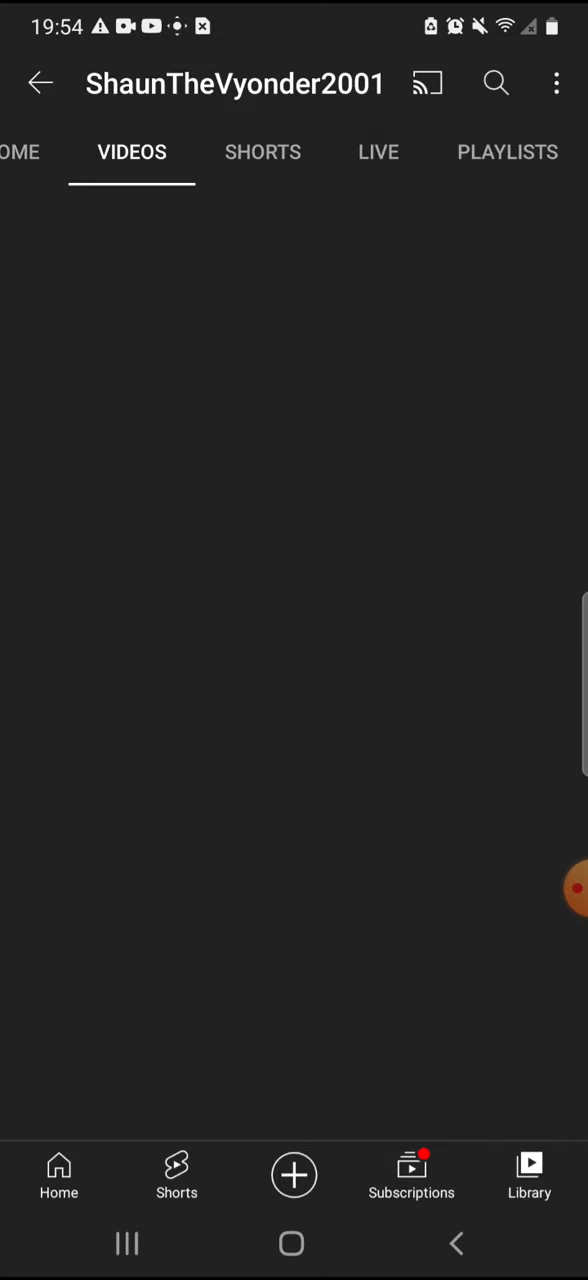 19:54
ShaunTheVyonder2001
OME VIDEOS SHORTS LIVE PLAYLISTS
Home Shorts Subscriptions Library